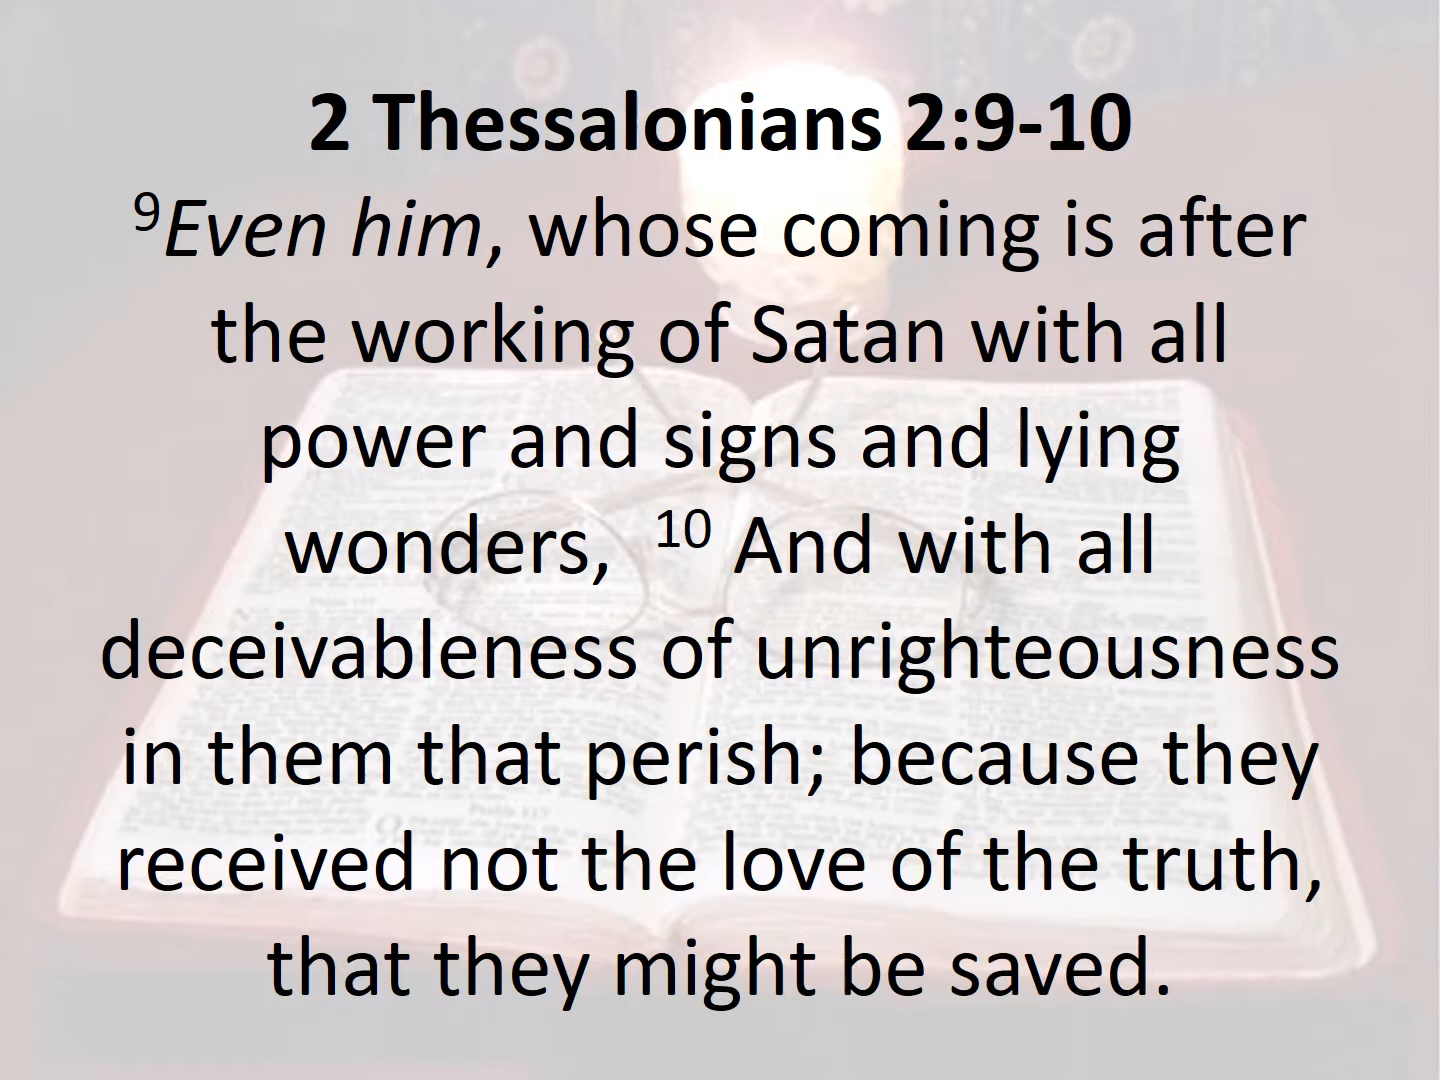 2 Thessalonians 2:9-10
9Even him, whose coming is after
the working of Satan with all
power and signs and lying
wonders, 10 And with all
deceivableness of unrighteousness
in them that perish; because they
received not the love of the truth,
that they might be saved.